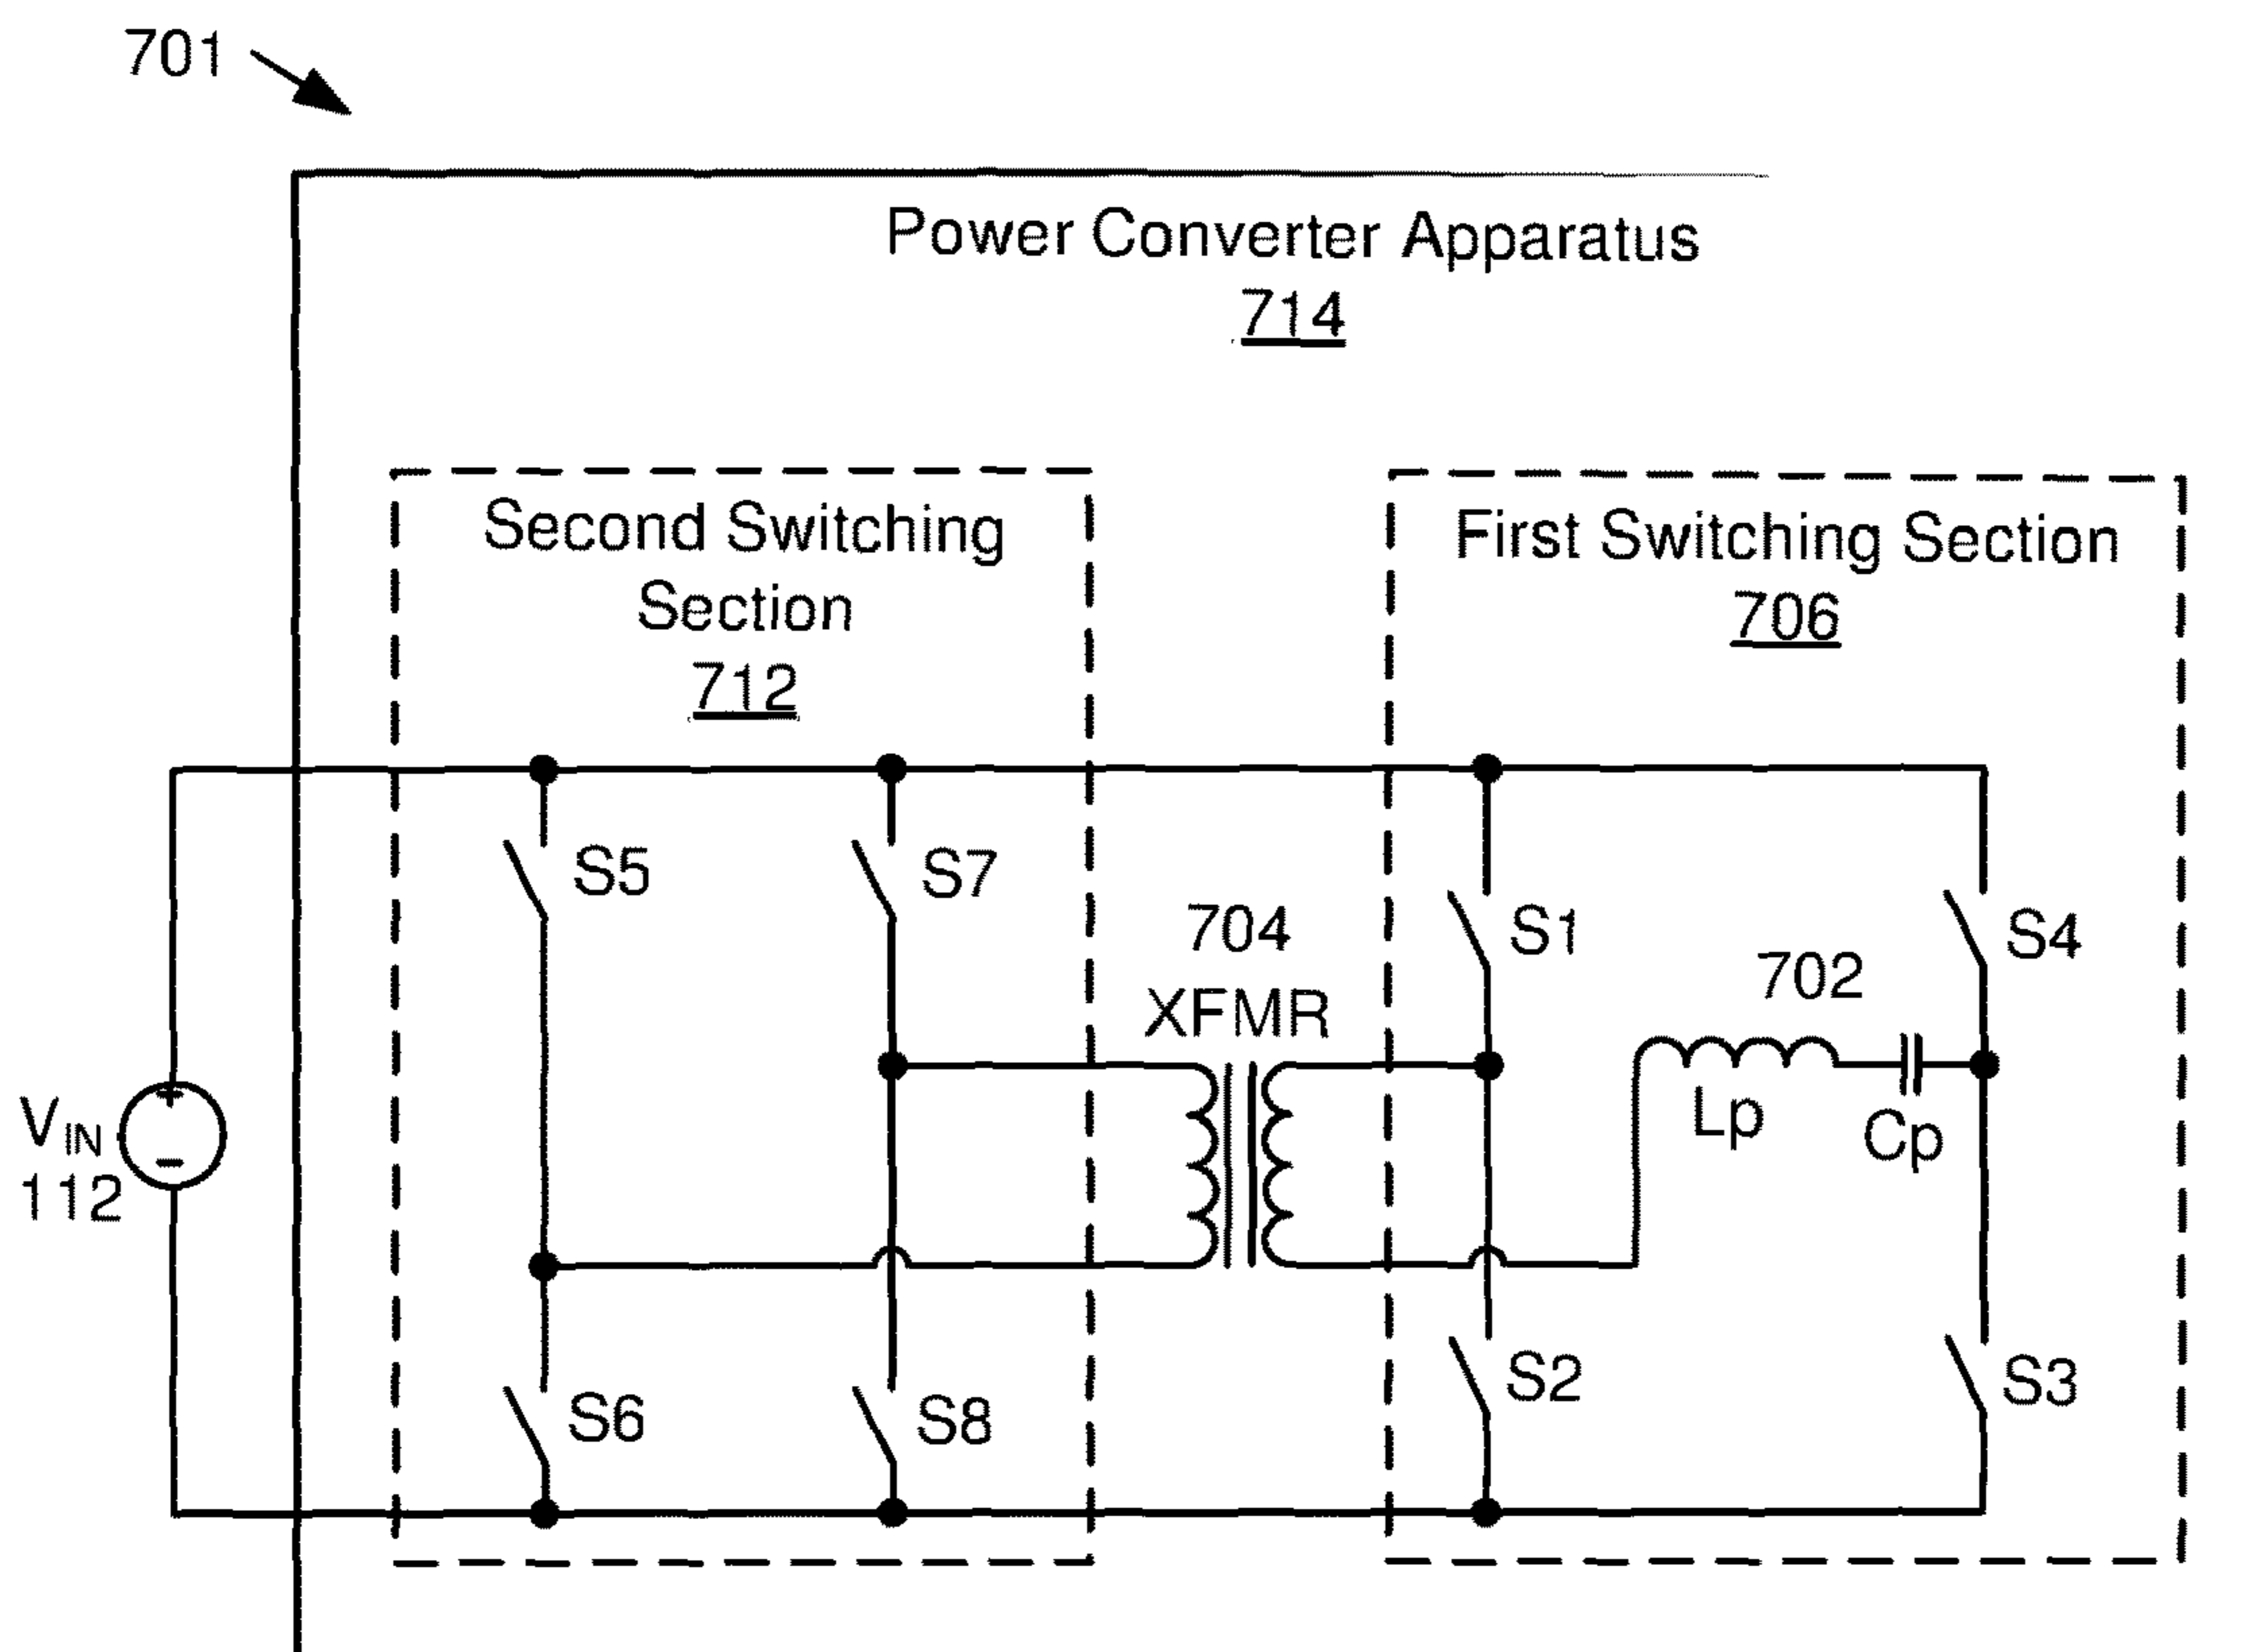 701
Power Converter Apparatus
714
Second Switching
Section
712
First Switching Section
706
S5
S7
704
XFMR
S1
702
S4
Lp
Cp
VIN
112
+
-
S6
S8
S2
S3